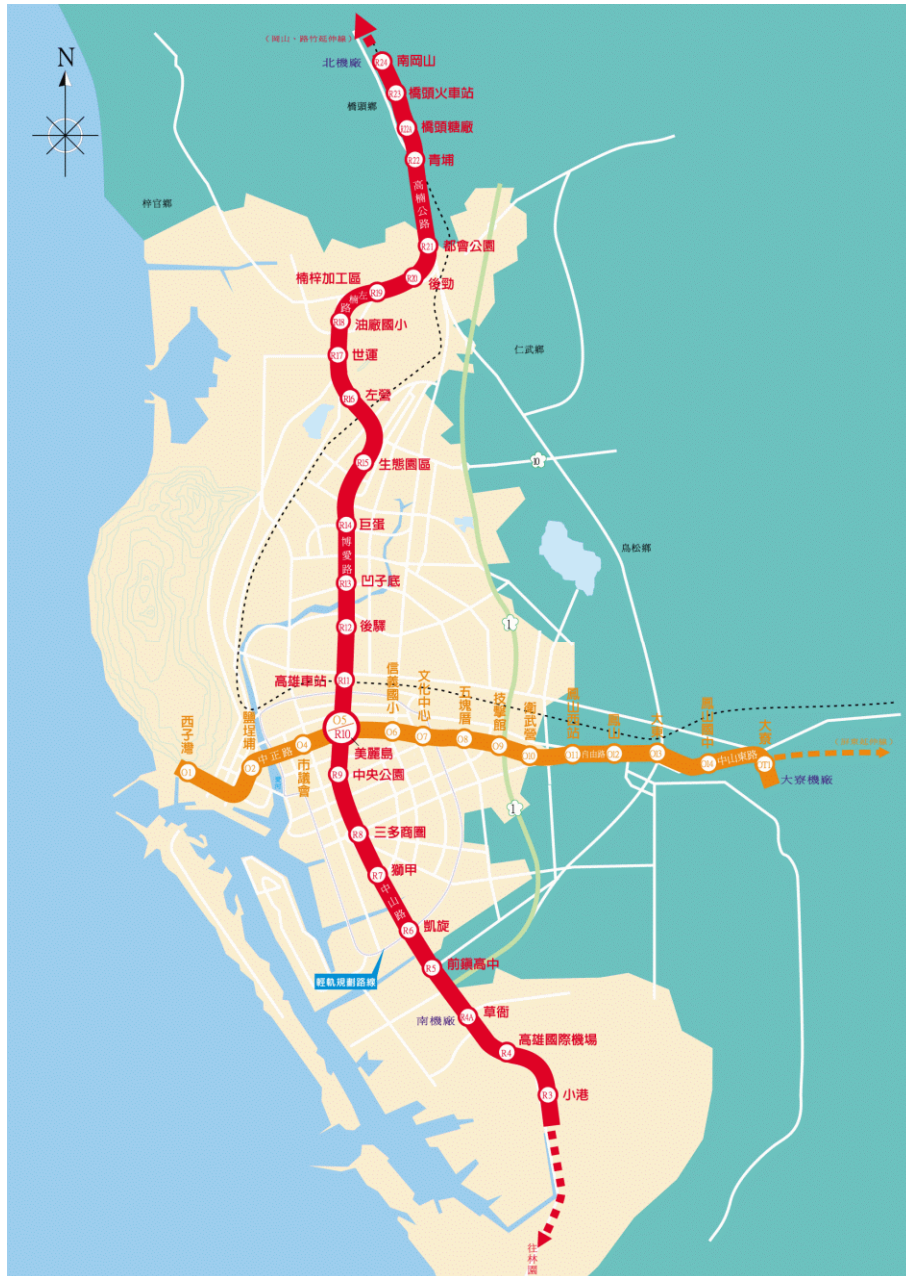 (岡山、路竹延伸線)
N
北機廠
R24 南岡山
R23 橋頭火車站
橋頭鄉
R22A 橋頭糖廠
R22 青埔
高楠公路
梓官鄉
R21 都會公園
R20 後勁
楠梓加工區 R19
左楠路
R18 油廠國小
R17 世運
仁武鄉
R16 左營
R15 生態園區
10
R14 巨蛋
博愛路
鳥松鄉
R13 凹子底
R12 後驛
1
高雄車站 R11
西子灣 O1
鹽埕埔 O2
中正路
O4 市議會
O5
R10
美麗島
信義國小 O6
文化中心 O7
五塊厝 O8
技擊館 O9
衛武營 O10
鳳山西站 O11
自由路
鳳山 O12
大東 O13
鳳山國中 O14
中山東路
大寮 OT1
大寮機廠
R9 中央公園
1
R8 三多商圈
R7 獅甲
中山路
R6 凱旋
R5 前鎮高中
輕軌規劃路線
南機廠 R4A 草衙
R4 高雄國際機場
R3 小港
往林園